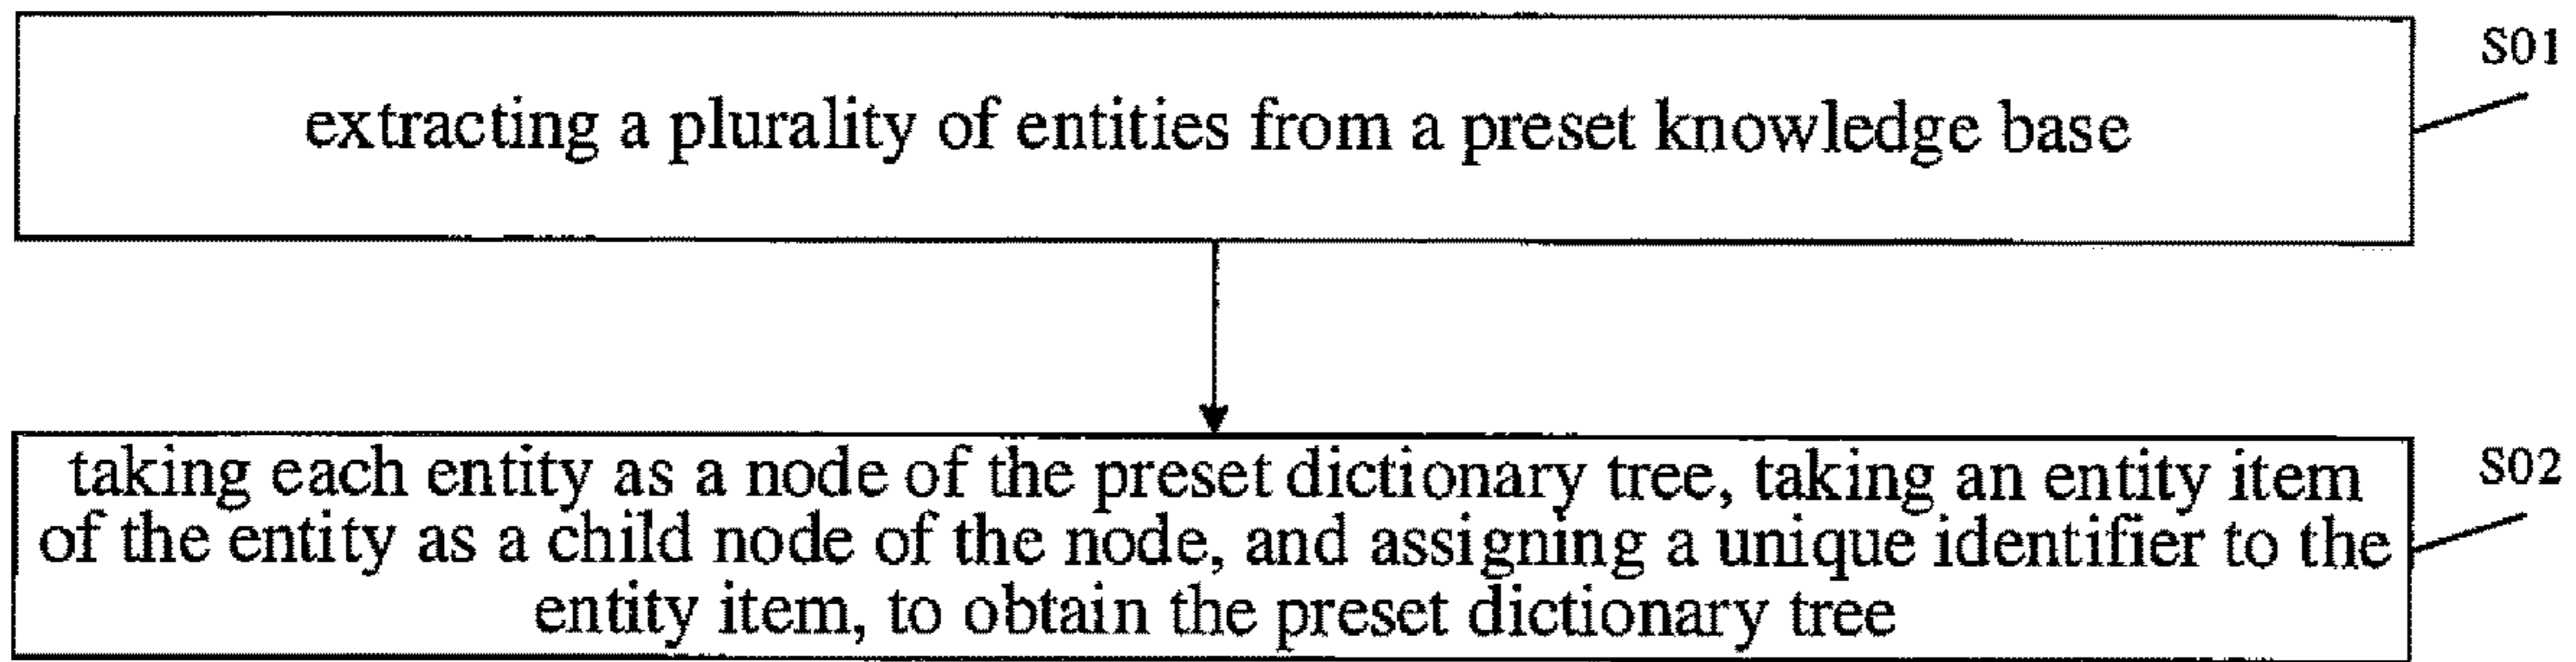 S01
extracting a plurality of entities from a preset knowledge base
S02
taking each entity as a node of the preset dictionary tree, taking an entity item
of the entity as a child node of the node, and assigning a unique identifier to the
entity item, to obtain the preset dictionary tree